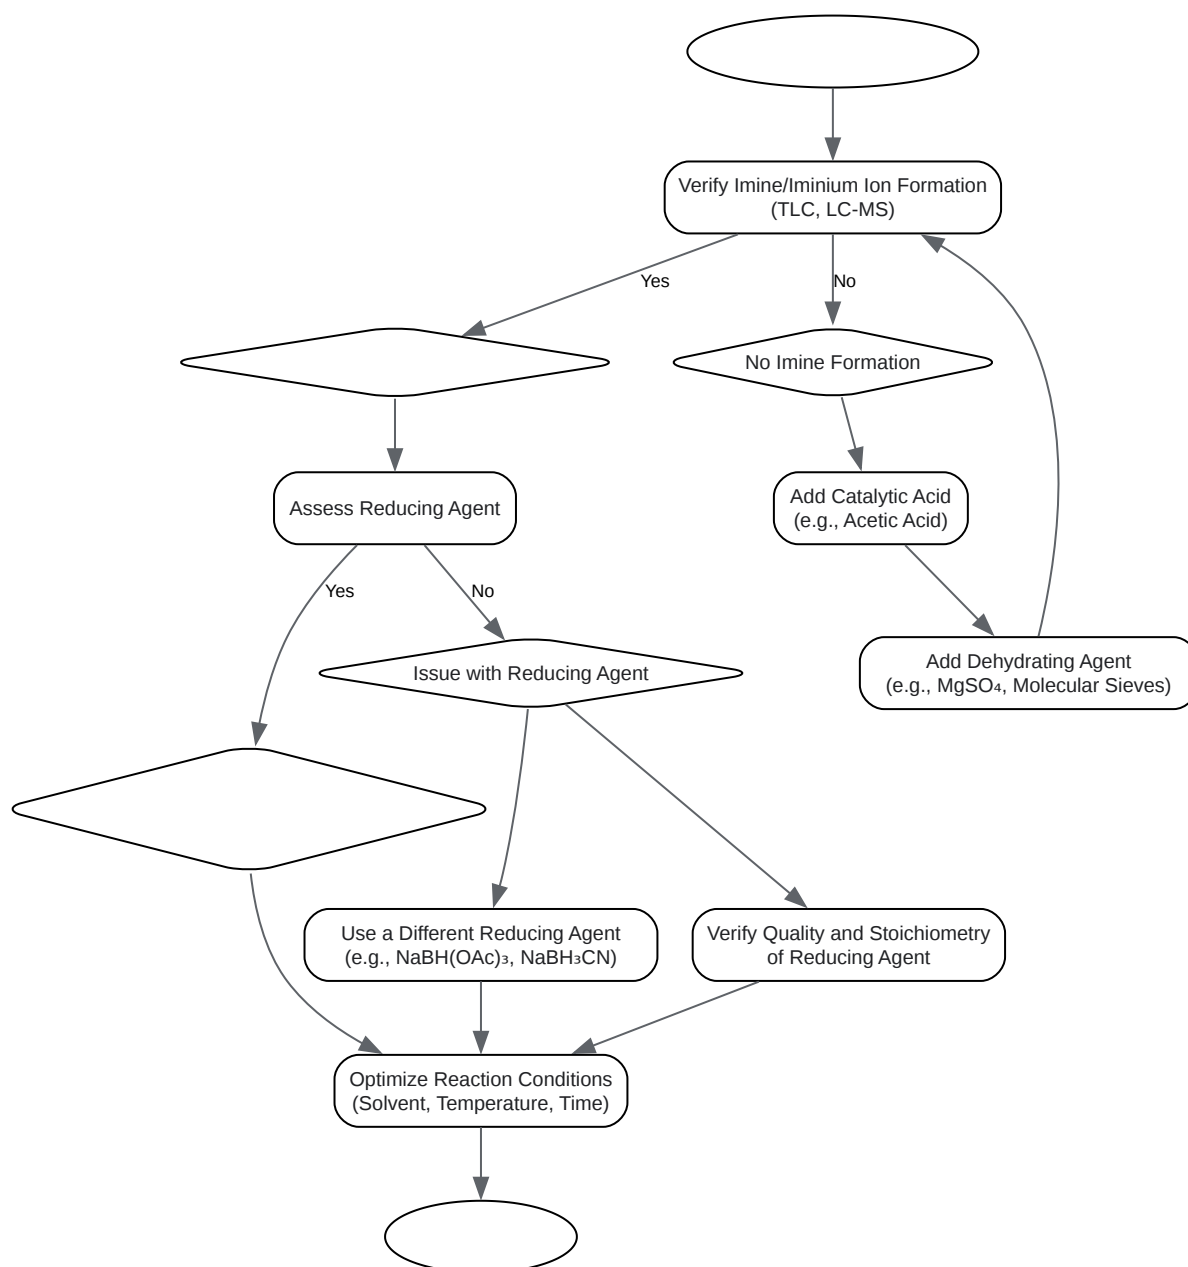 Verify Imine/Iminium Ion Formation
(TLC, LC-MS)
Yes
No
No Imine Formation
Assess Reducing Agent
Add Catalytic Acid
(e.g., Acetic Acid)
Yes
No
Issue with Reducing Agent
Add Dehydrating Agent
(e.g., MgSO₄, Molecular Sieves)
Use a Different Reducing Agent
(e.g., NaBH(OAc)₃, NaBH₃CN)
Verify Quality and Stoichiometry
of Reducing Agent
Optimize Reaction Conditions
(Solvent, Temperature, Time)